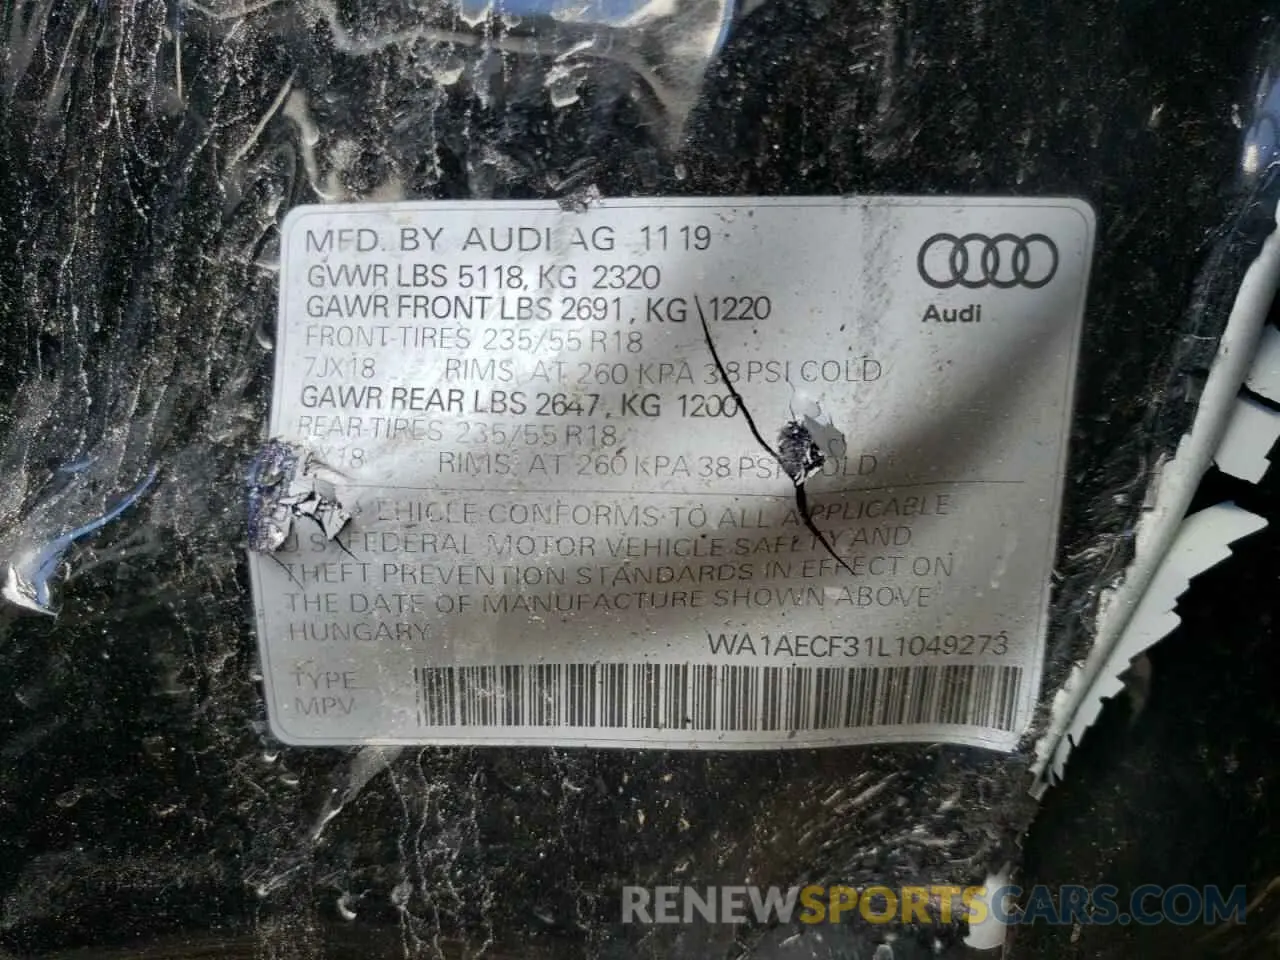 MFD. BY AUDI AG 11 19
GVWR LBS 5118, KG 2320
GAWR FRONT LBS 2691, KG 1220
FRONT-TIRES 235/55 R18
7JX18 RIMS, AT 260 KPA 38 PSI COLD
GAWR REAR LBS 2647, KG 1200
REAR-TIRES 235/55 R18
RIMS, AT 260 KPA 38 PSI COLD
VEHICLE CONFORMS TO ALL APPLICABLE
U.S. FEDERAL MOTOR VEHICLE SAFETY AND
THEFT PREVENTION STANDARDS IN EFFECT ON
THE DATE OF MANUFACTURE SHOWN ABOVE
HUNGARY
WA1AECF31L1049273
TYPE
MPV
Audi
RENEWSPORTSCARS.COM